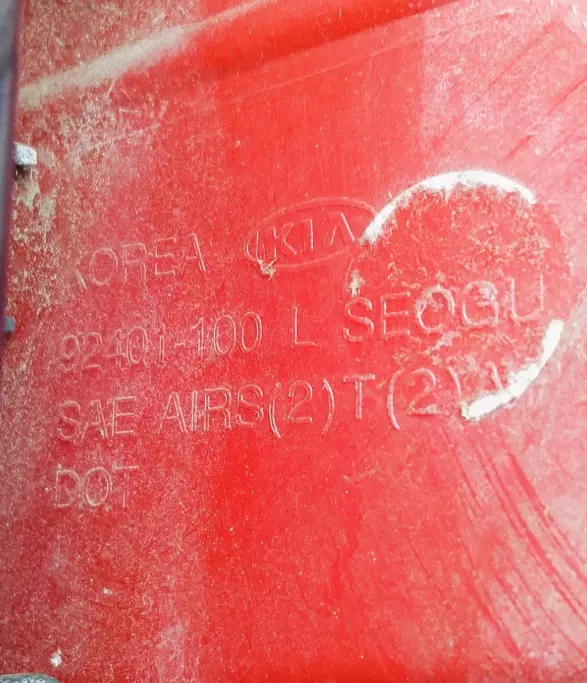 KOREA KIA
92401-100 L SEOGU
SAE AIRS(2)T(2)
DOT